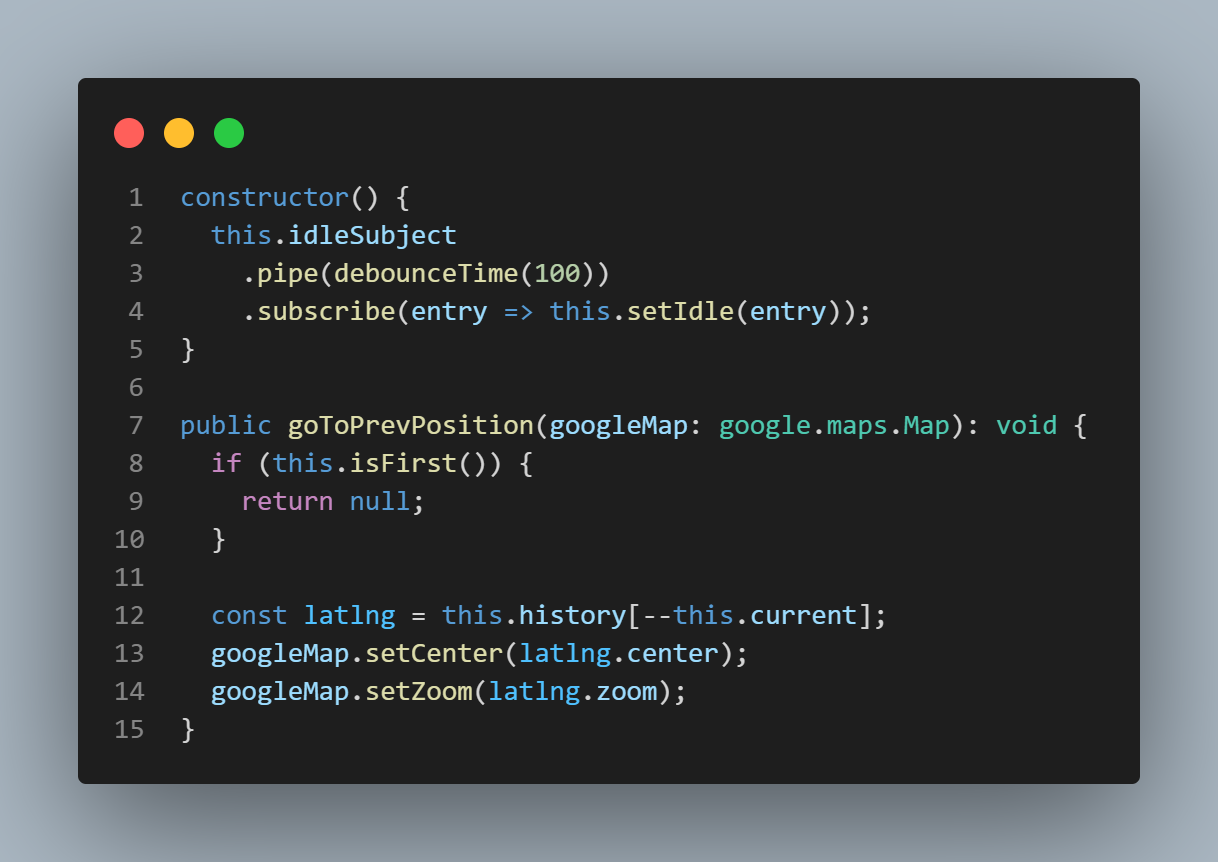 1 constructor() {
2   this.idleSubject
3     .pipe(debounceTime(100))
4     .subscribe(entry => this.setIdle(entry));
5 }
6
7 public goToPrevPosition(googleMap: google.maps.Map): void {
8   if (this.isFirst()) {
9     return null;
10   }
11
12   const latlng = this.history[--this.current];
13   googleMap.setCenter(latlng.center);
14   googleMap.setZoom(latlng.zoom);
15 }